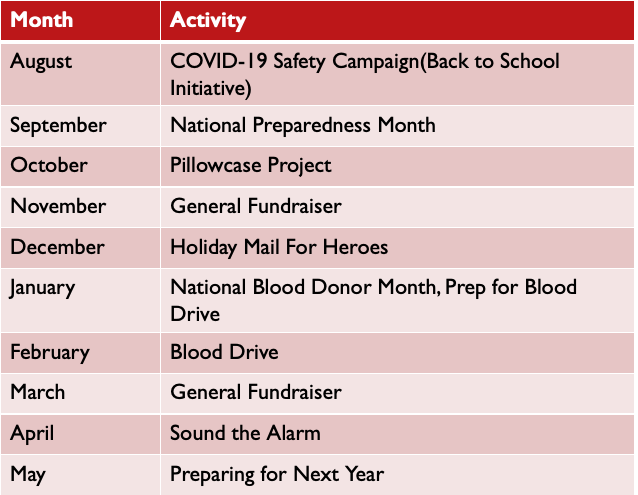 Month Activity
August COVID-19 Safety Campaign(Back to School
Initiative)
September National Preparedness Month
October Pillowcase Project
November General Fundraiser
December Holiday Mail For Heroes
January National Blood Donor Month, Prep for Blood
Drive
February Blood Drive
March General Fundraiser
April Sound the Alarm
May Preparing for Next Year